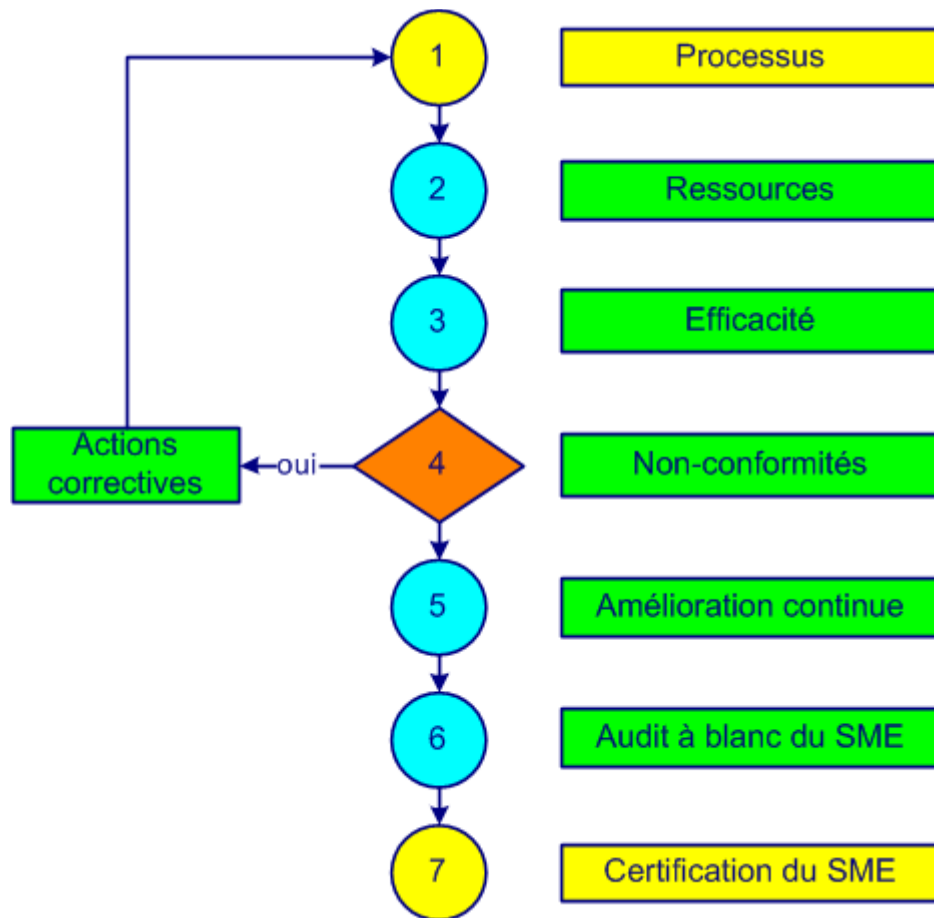 1
Processus
2
Ressources
3
Efficacité
Actions
correctives
oui
4
Non-conformités
5
Amélioration continue
6
Audit à blanc du SME
7
Certification du SME